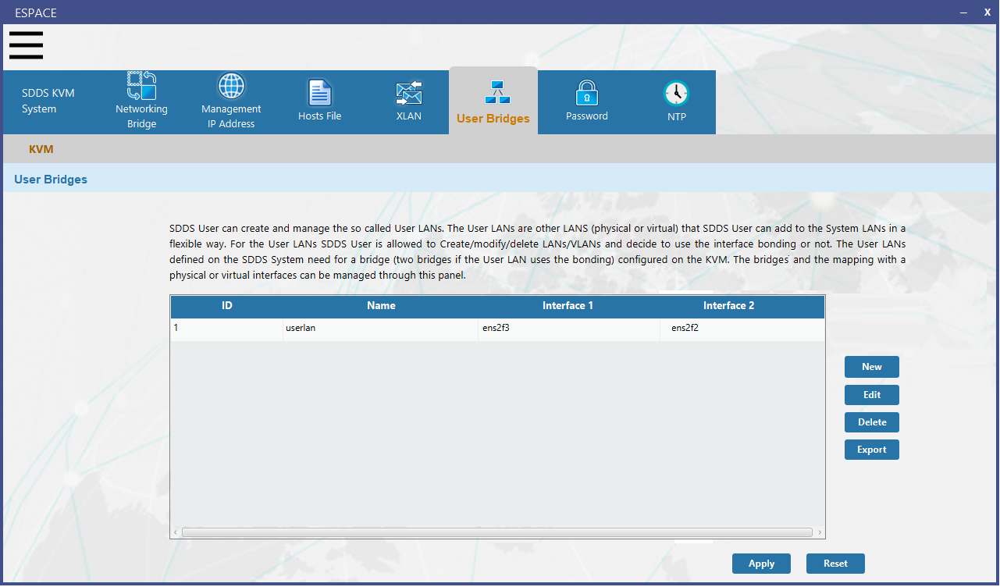 ESPACE
– X
SDDS KVM
System
Networking
Bridge
Management
IP Address
Hosts File
XLAN
User Bridges
Password
NTP
KVM
User Bridges
SDDS User can create and manage the so called User LANs. The User LANs are other LANS (physical or virtual) that SDDS User can add to the System LANs in a
flexible way. For the User LANs SDDS User is allowed to Create/modify/delete LANs/VLANs and decide to use the interface bonding or not. The User LANs
defined on the SDDS System need for a bridge (two bridges if the User LAN uses the bonding) configured on the KVM. The bridges and the mapping with a
physical or virtual interfaces can be managed through this panel.
ID Name Interface 1 Interface 2
1 userlan ens2f3 ens2f2
New
Edit
Delete
Export
Apply Reset